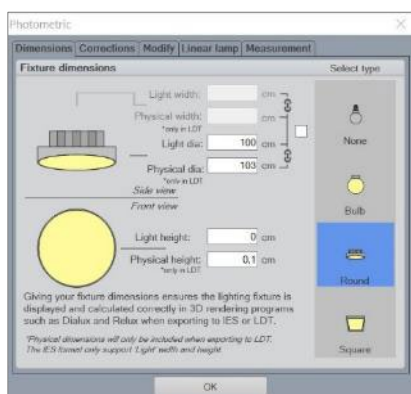 Photometric
Dimensions Corrections Modify Linear lamp Measurement
Fixture dimensions
Select type
Light width: cm
Physical width: cm
*only in LDT
Light dia: 100 cm
Physical dia: 103 cm
*only in LDT
Side view
Front view
Light height: 0 cm
Physical height: 0,1 cm
*only in LDT
None
Bulb
Round
Square
Giving your fixture dimensions ensures the lighting fixture is
displayed and calculated correctly in 3D rendering programs
such as Dialux and Relux when exporting to IES or LDT.
*Physical dimensions will only be included when exporting to LDT.
The IES format only support 'Light' width and height.
OK